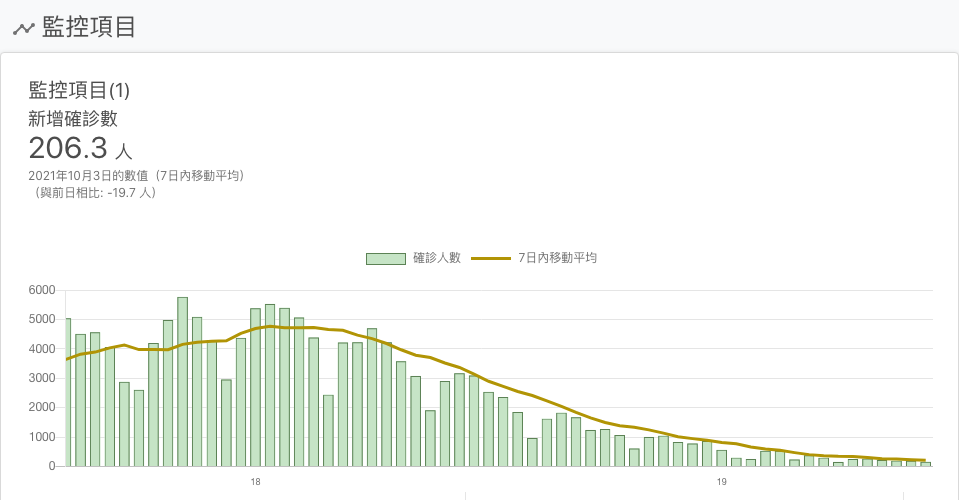 監控項目
監控項目(1)
新增確診數
206.3 人
2021年10月3日的數值（7日內移動平均）
（與前日相比: -19.7 人）
確診人數 7日內移動平均
6000
5000
4000
3000
2000
1000
0
18 19